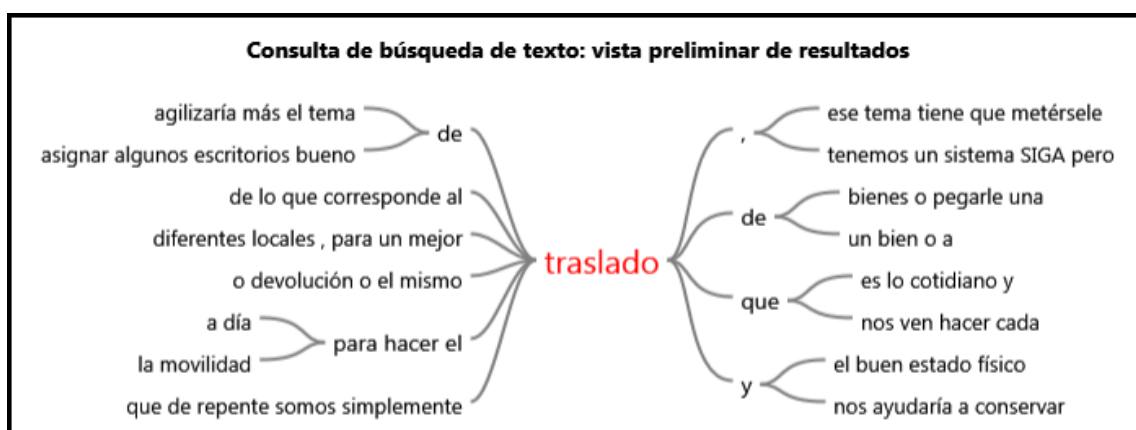 Consulta de búsqueda de texto: vista preliminar de resultados
agilizaría más el tema
asignar algunos escritorios bueno
de
de lo que corresponde al
diferentes locales , para un mejor
o devolución o el mismo
a día
la movilidad
para hacer el
que de repente somos simplemente
traslado
,
ese tema tiene que metérsele
tenemos un sistema SIGA pero
de
bienes o pegarle una
un bien o a
que
es lo cotidiano y
nos ven hacer cada
y
el buen estado físico
nos ayudaría a conservar